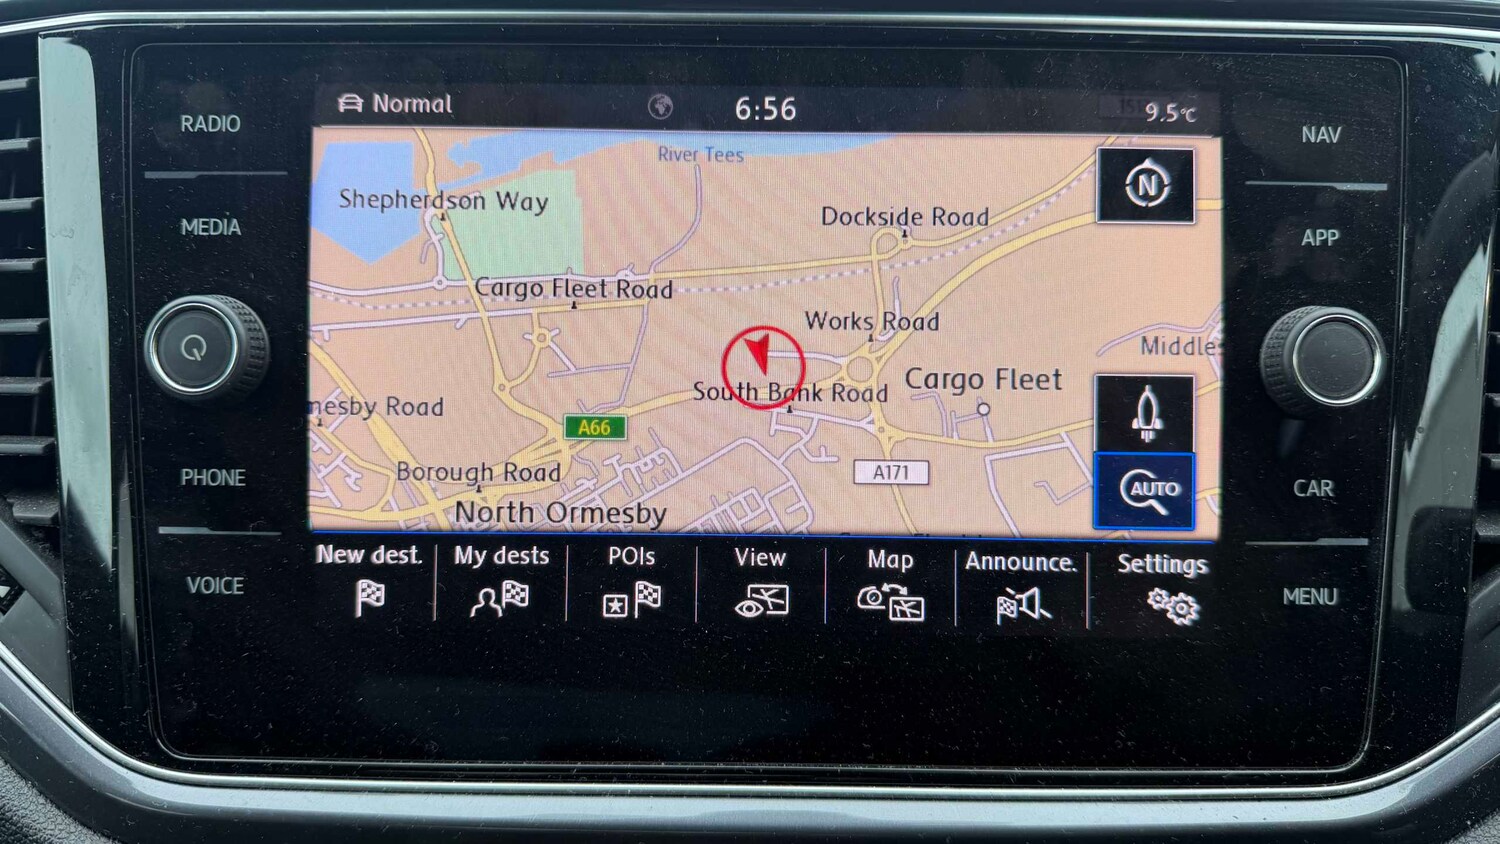 RADIO
MEDIA
PHONE
VOICE
Normal
6:56
9.5°C
River Tees
N
Shepherdson Way
Dockside Road
Cargo Fleet Road
Works Road
Middle
South Bank Road
Cargo Fleet
nesby Road
A66
Borough Road
A171
AUTO
North Ormesby
New dest.
My dests
POIs
View
Map
Announce.
Settings
NAV
APP
CAR
MENU